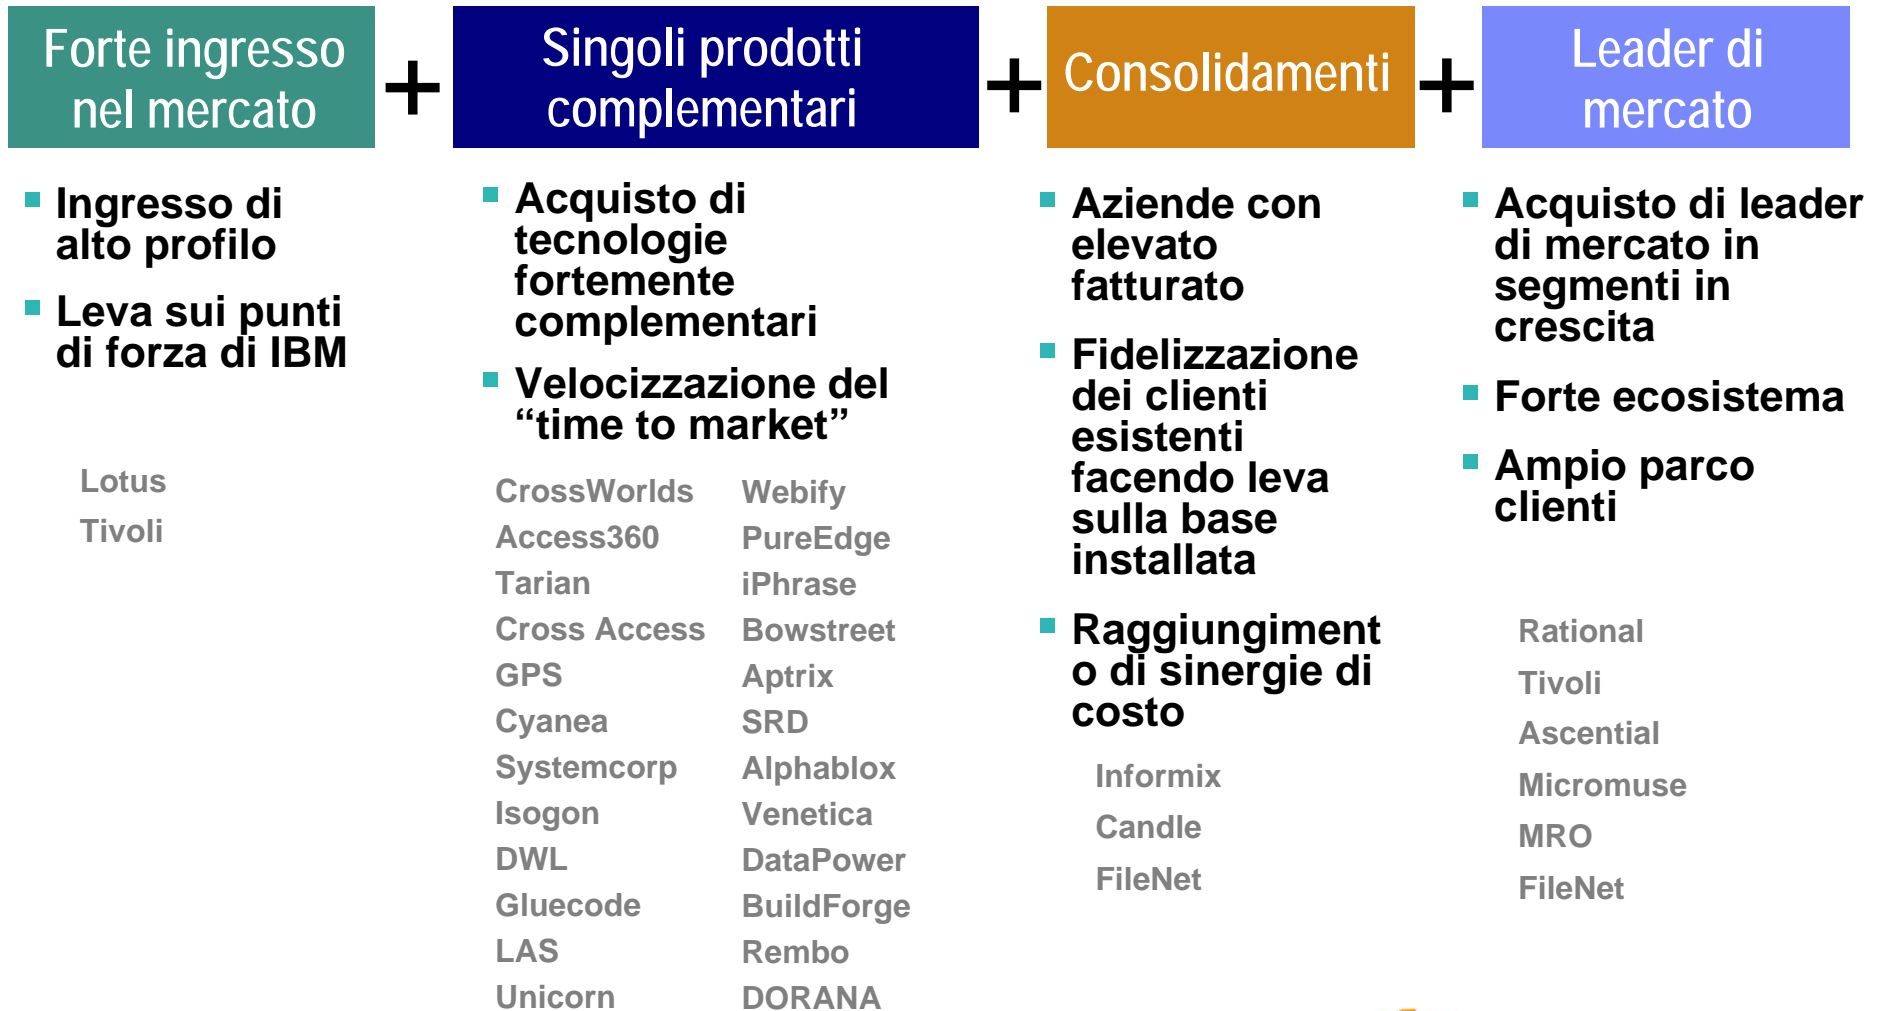 Forte ingresso
nel mercato
+
Singoli prodotti
complementari
+
Consolidamenti
+
Leader di
mercato
Ingresso di
alto profilo
Leva sui punti
di forza di IBM
Lotus
Tivoli
Acquisto di
tecnologie
fortemente
complementari
Velocizzazione del
“time to market”
CrossWorlds
Access360
Tarian
Cross Access
GPS
Cyanea
Systemcorp
Isogon
DWL
Gluecode
LAS
Unicorn
Webify
PureEdge
iPhrase
Bowstreet
Aptrix
SRD
Alphablox
Venetica
DataPower
BuildForge
Rembo
DORANA
Aziende con
elevato
fatturato
Fidelizzazione
dei clienti
esistenti
facendo leva
sulla base
installata
Raggiungiment
o di sinergie di
costo
Informix
Candle
FileNet
Acquisto di leader
di mercato in
segmenti in
crescita
Forte ecosistema
Ampio parco
clienti
Rational
Tivoli
Ascential
Micromuse
MRO
FileNet